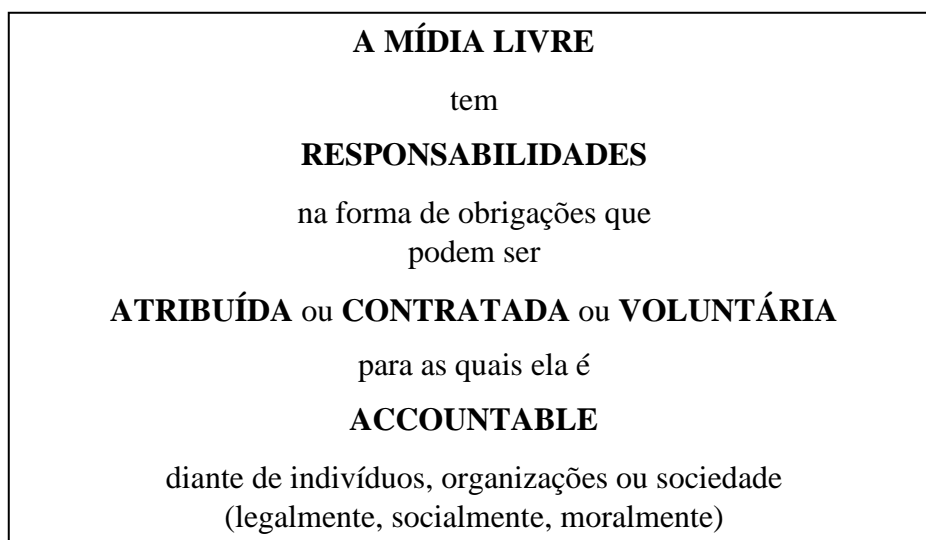 A MÍDIA LIVRE
tem
RESPONSABILIDADES
na forma de obrigações que
podem ser
ATRIBUÍDA ou CONTRATADA ou VOLUNTÁRIA
para as quais ela é
ACCOUNTABLE
diante de indivíduos, organizações ou sociedade
(legalmente, socialmente, moralmente)